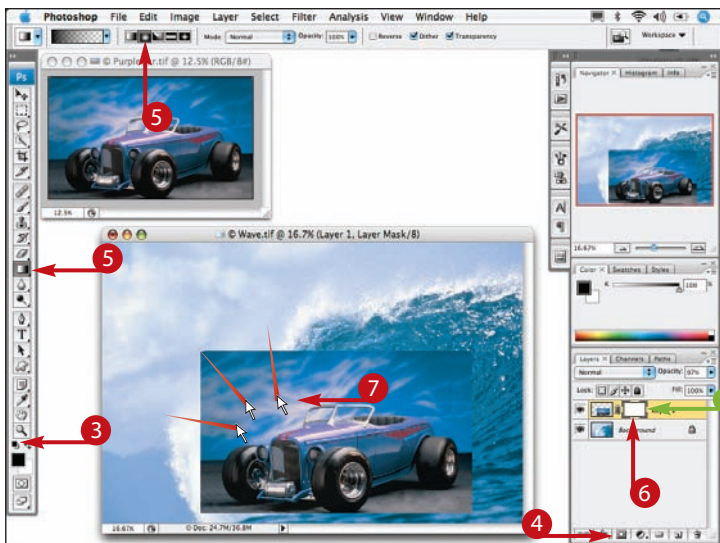 Photoshop File Edit Image Layer Select Filter Analysis View Window Help
Mode: Normal Opacity: 100% Reverse Dither Transparency Workspace
5
© Purple .tif @ 12.5% (RGB/8#)
Ps
12.5%
5
3
© Wave.tif @ 16.7% (Layer 1, Layer Mask/8)
7
16.67% © Doc: 24.7M/36.8M
Navigator × Histogram Info
A
16.67%
Color × Swatches Styles
K 100 %
Layers × Channels Paths
Normal Opacity: 97%
Lock: Fill: 100%
Background
6
4
T